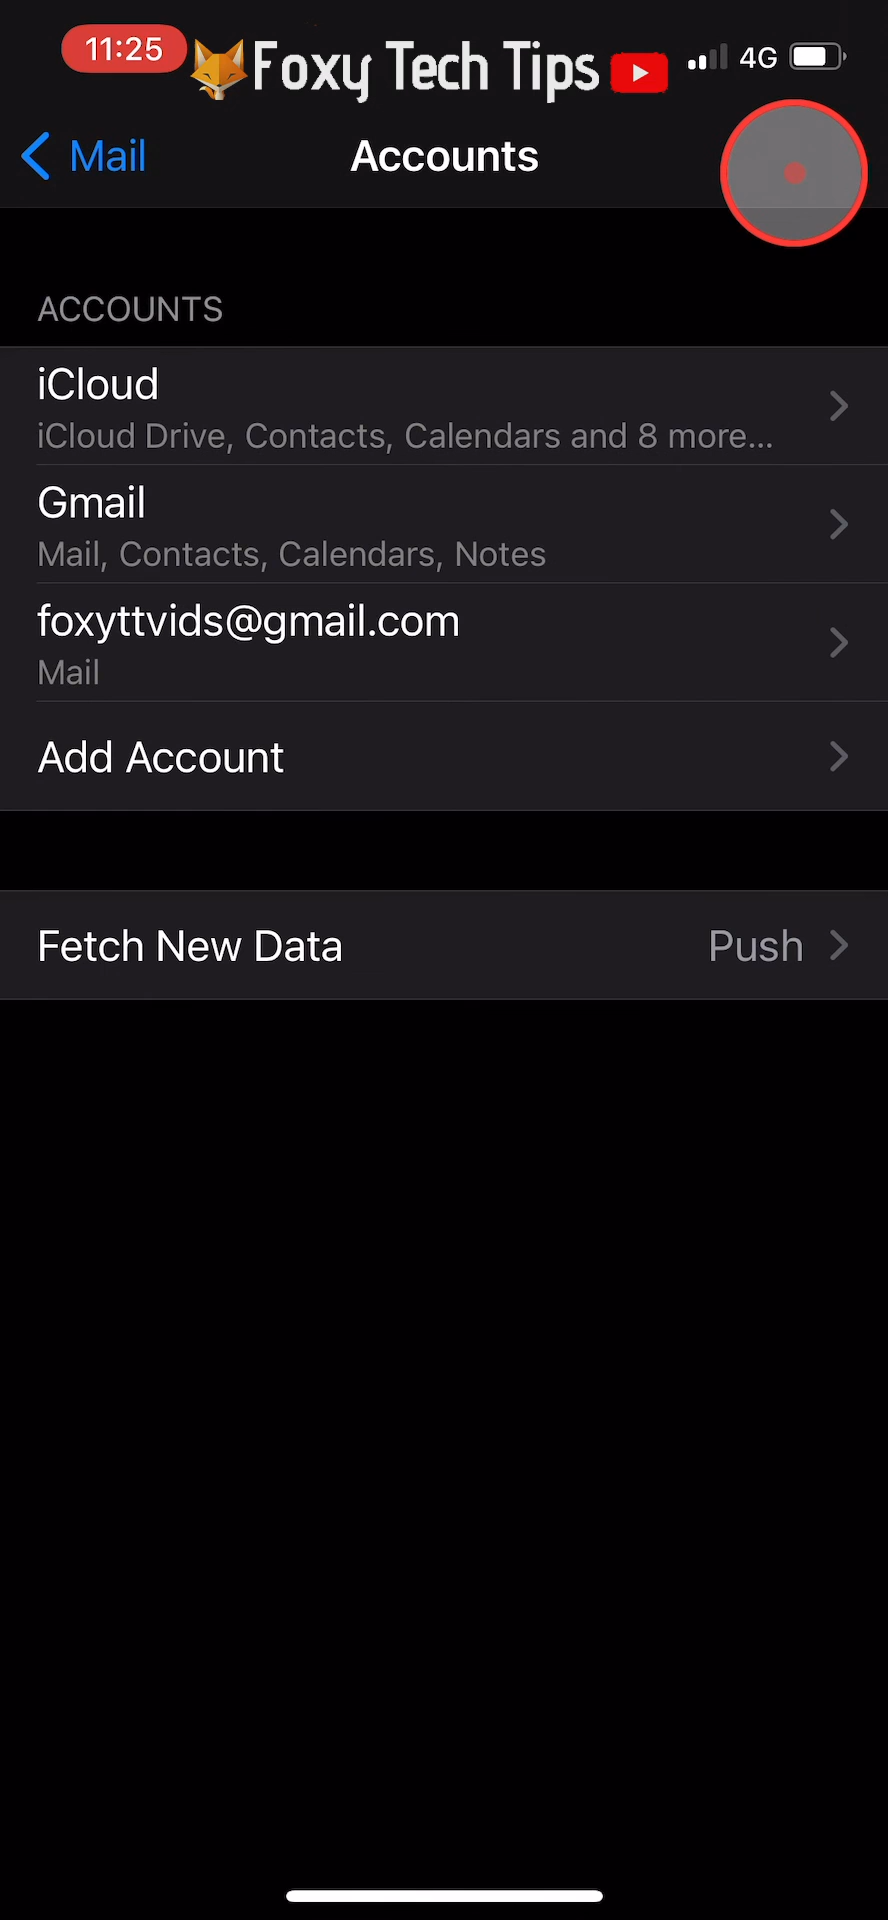 11:25
Foxy Tech Tips
4G
Mail
Accounts
ACCOUNTS
iCloud
iCloud Drive, Contacts, Calendars and 8 more...
Gmail
Mail, Contacts, Calendars, Notes
foxyttvids@gmail.com
Mail
Add Account
Fetch New Data Push